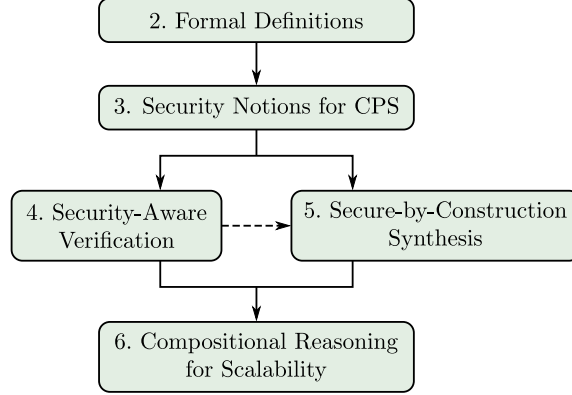 2. Formal Definitions
3. Security Notions for CPS
4. Security-Aware
Verification
5. Secure-by-Construction
Synthesis
6. Compositional Reasoning
for Scalability